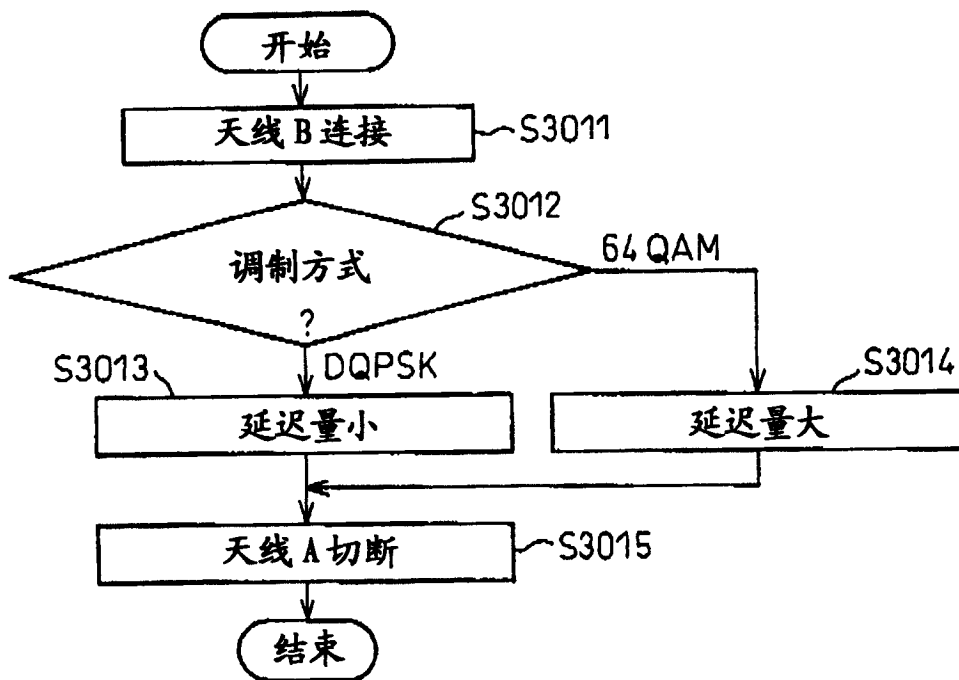 开始
天线 B 连接
S3011
S3012
调制方式
?
64 QAM
DQPSK
S3013
延迟量小
S3014
延迟量大
天线 A 切断
S3015
结束